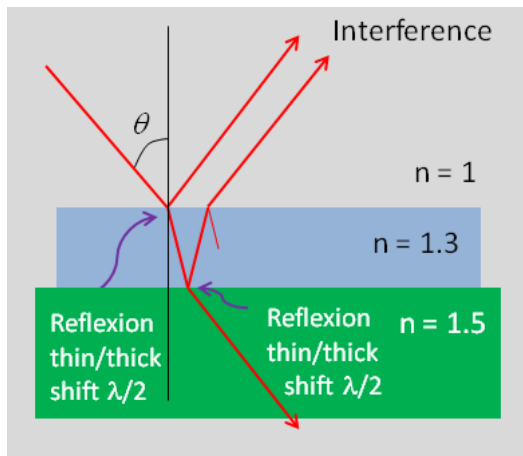 Interference
θ
n = 1
n = 1.3
Reflexion
thin/thick
shift λ/2
Reflexion
thin/thick
shift λ/2
n = 1.5